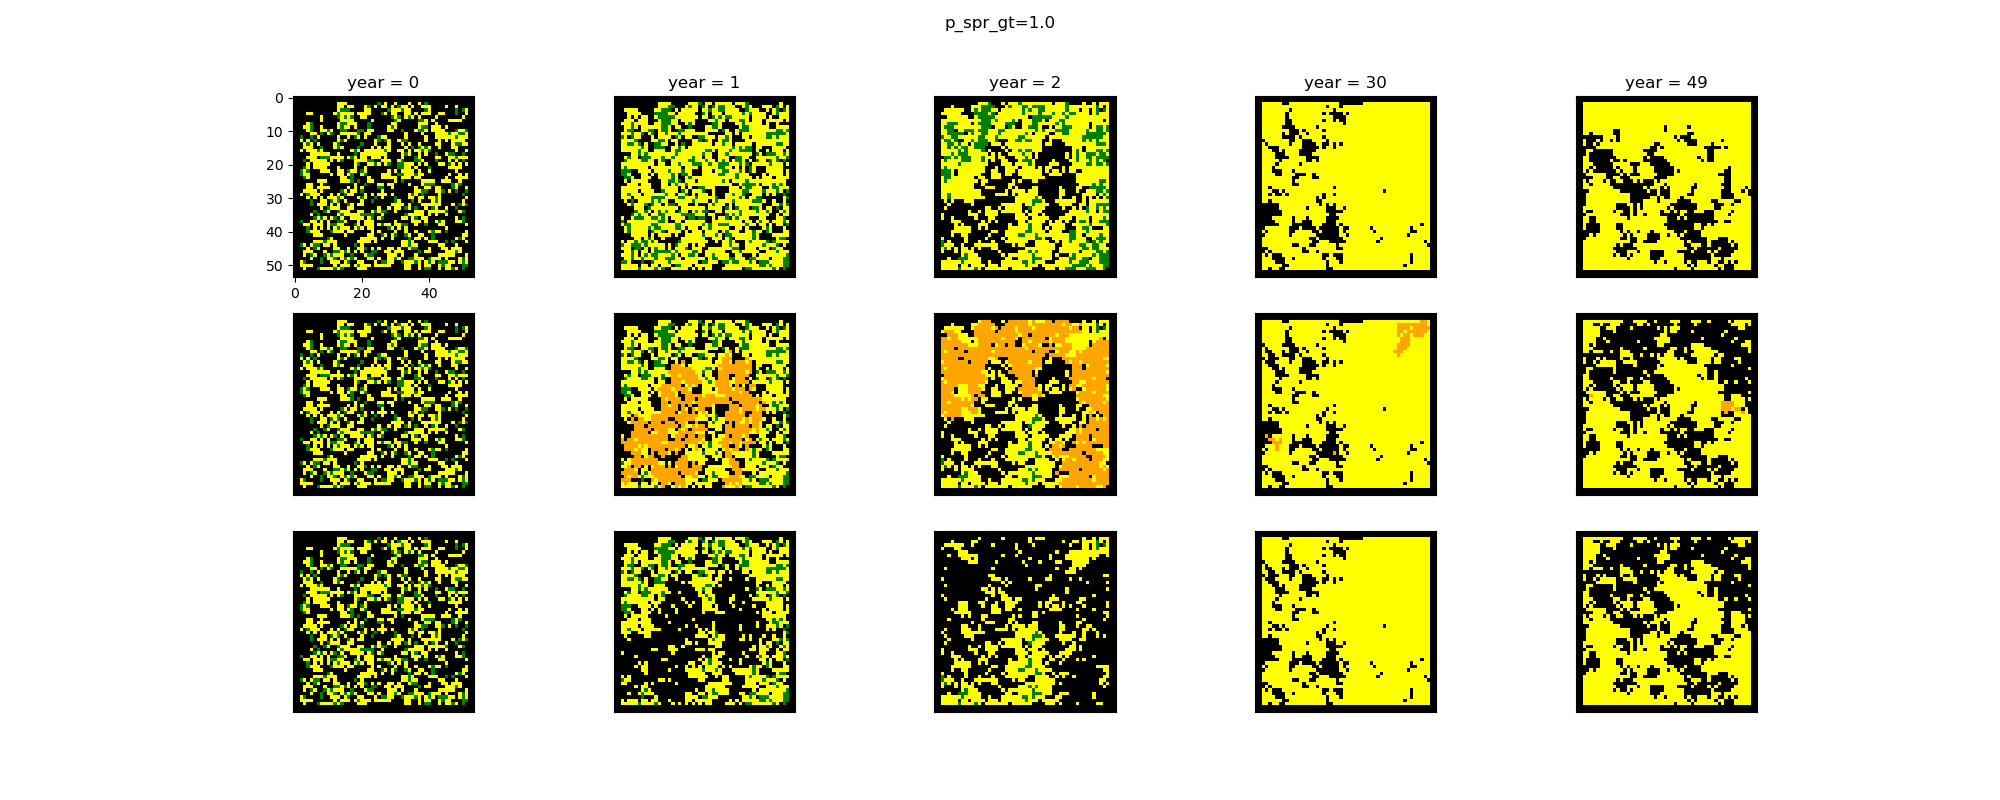 p_spr_gt=1.0
year = 0
year = 1
year = 2
year = 30
year = 49
0
10
20
30
40
50
0 20 40